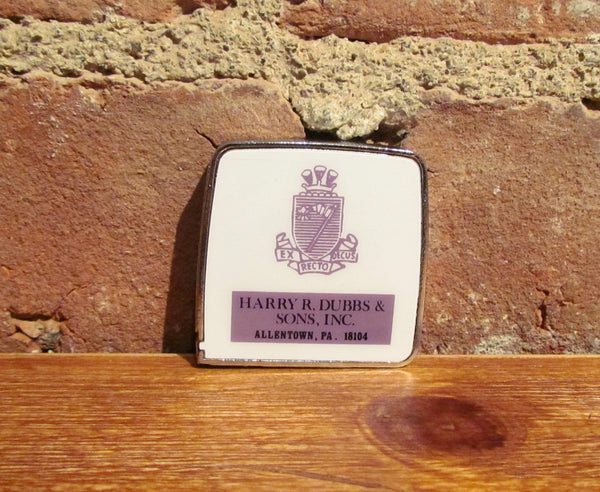 EX RECTO DECUS
HARRY R. DUBBS &
SONS, INC.
ALLENTOWN, PA. 18104